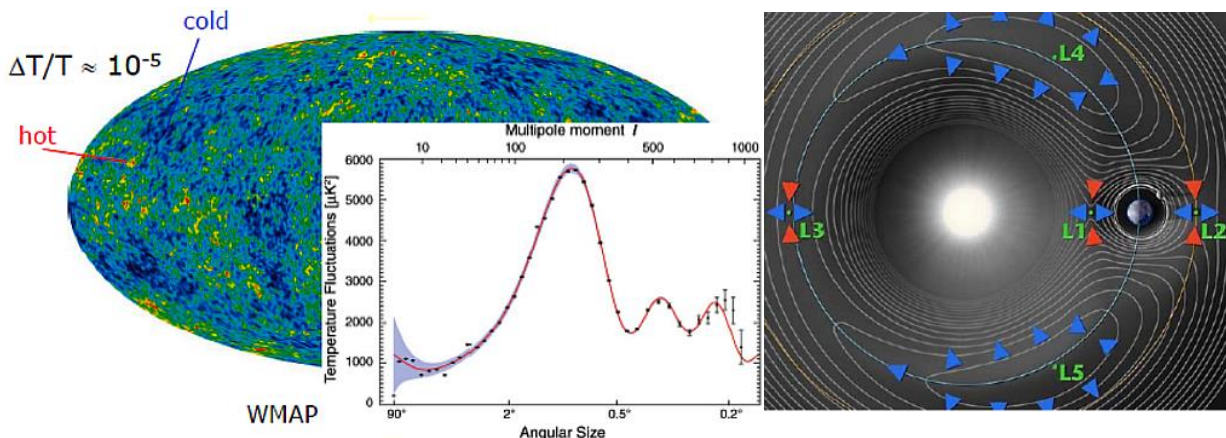 cold
ΔT/T ≈ 10⁻⁵
hot
WMAP
Multipole moment l
10 100 500 1000
Temperature Fluctuations [μK²]
6000
5000
4000
3000
2000
1000
0
90° 2° 0.5° 0.2°
Angular Size
L4
L3
L1
L2
L5